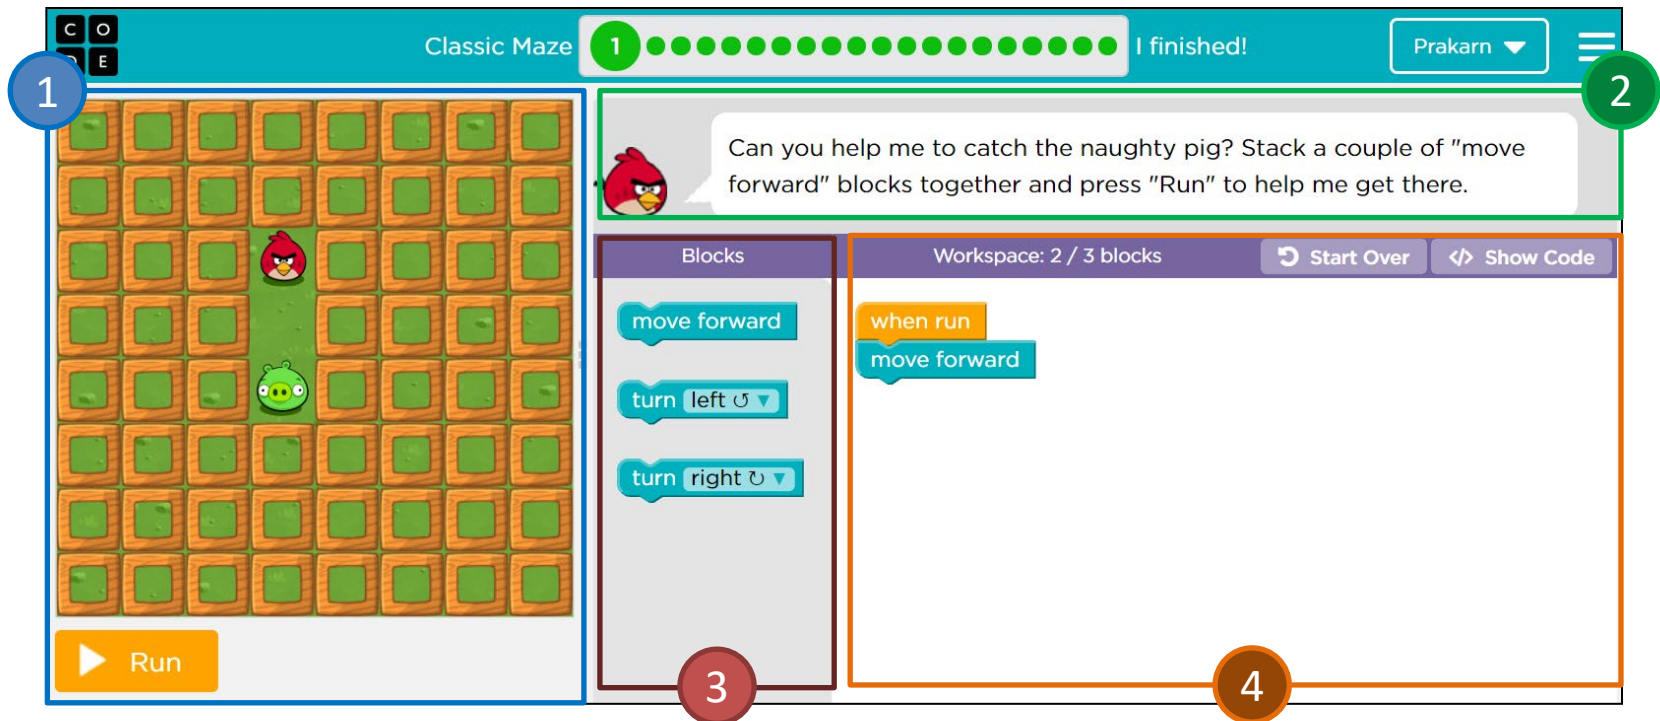 C O
D E
Classic Maze
1
I finished!
Prakarn
1
2
Can you help me to catch the naughty pig? Stack a couple of "move
forward" blocks together and press "Run" to help me get there.
Blocks
Workspace: 2 / 3 blocks
Start Over
</> Show Code
move forward
turn left ↺
turn right ↻
when run
move forward
Run
3
4